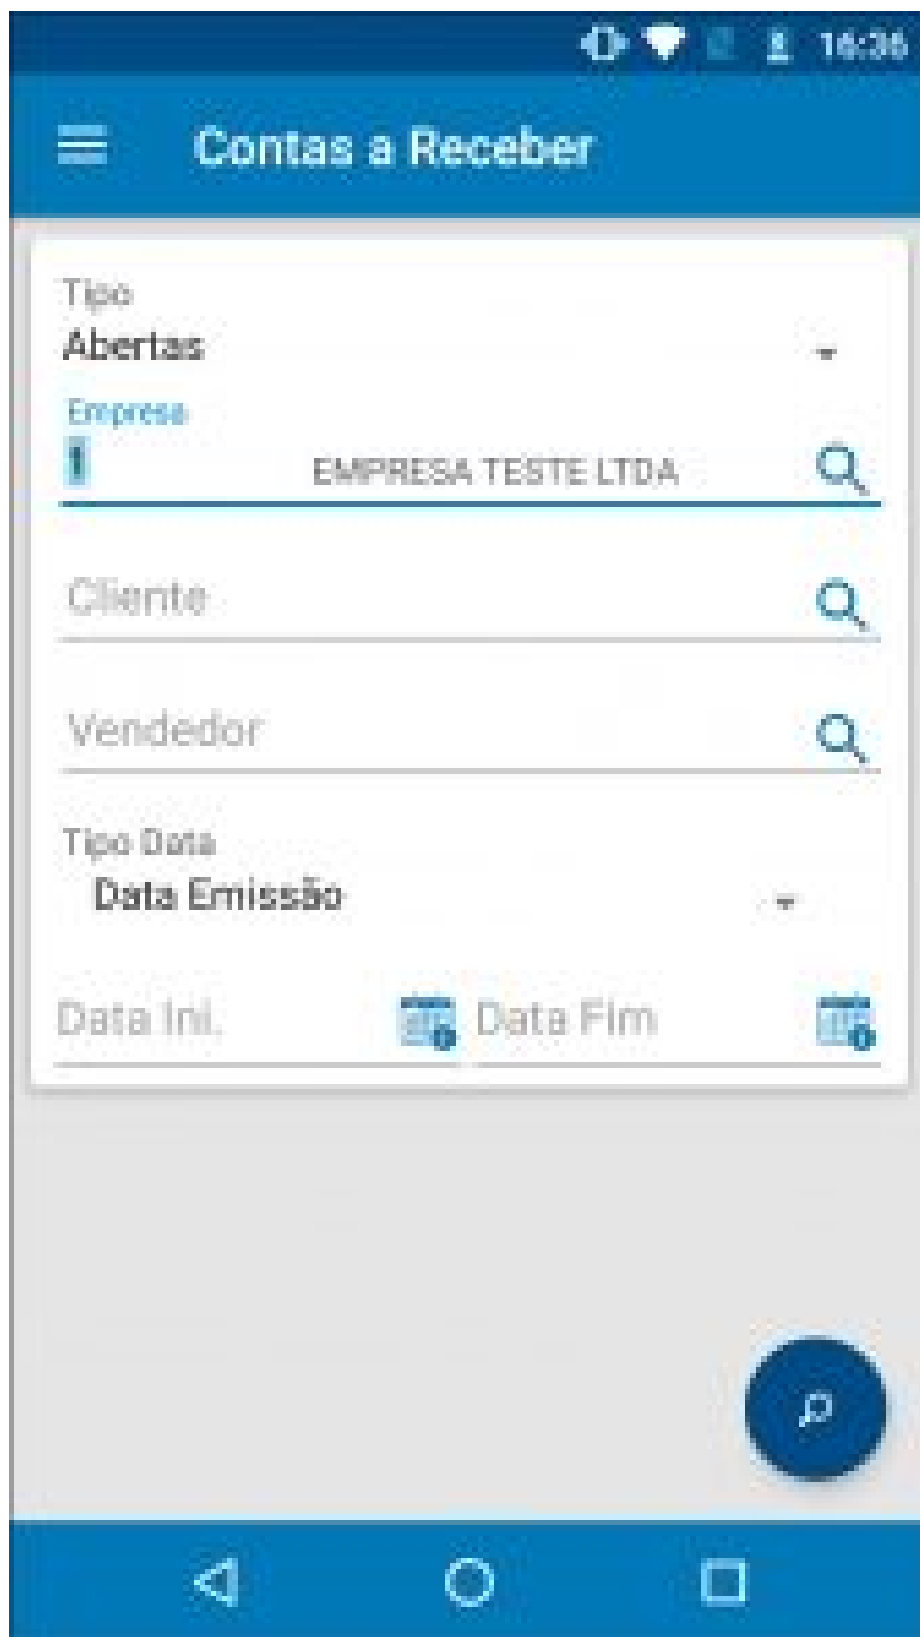 16:36
Contas a Receber
Tipo
Abertas
Empresa
1 EMPRESA TESTE LTDA
Cliente
Vendedor
Tipo Data
Data Emissão
Data Ini. Data Fim